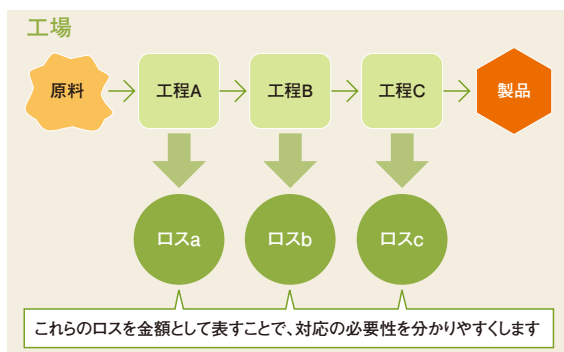 工場
原料
工程A
工程B
工程C
製品
ロスa
ロスb
ロスc
これらのロスを金額として表すことで、対応の必要性を分かりやすくします